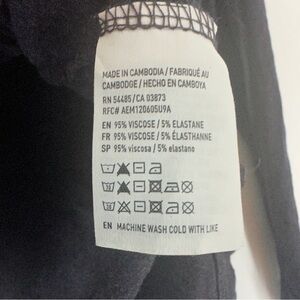 MADE IN CAMBODIA / FABRIQUÉ AU
CAMBODGE / HECHO EN CAMBOYA
RN 54485/CA 03873
RFC# AEM120605U9A
EN 95% VISCOSE / 5% ELASTANE
FR 95% VISCOSE / 5% ÉLASTHANNE
SP 95% viscosa / 5% elastano
EN MACHINE WASH COLD WITH LIKE